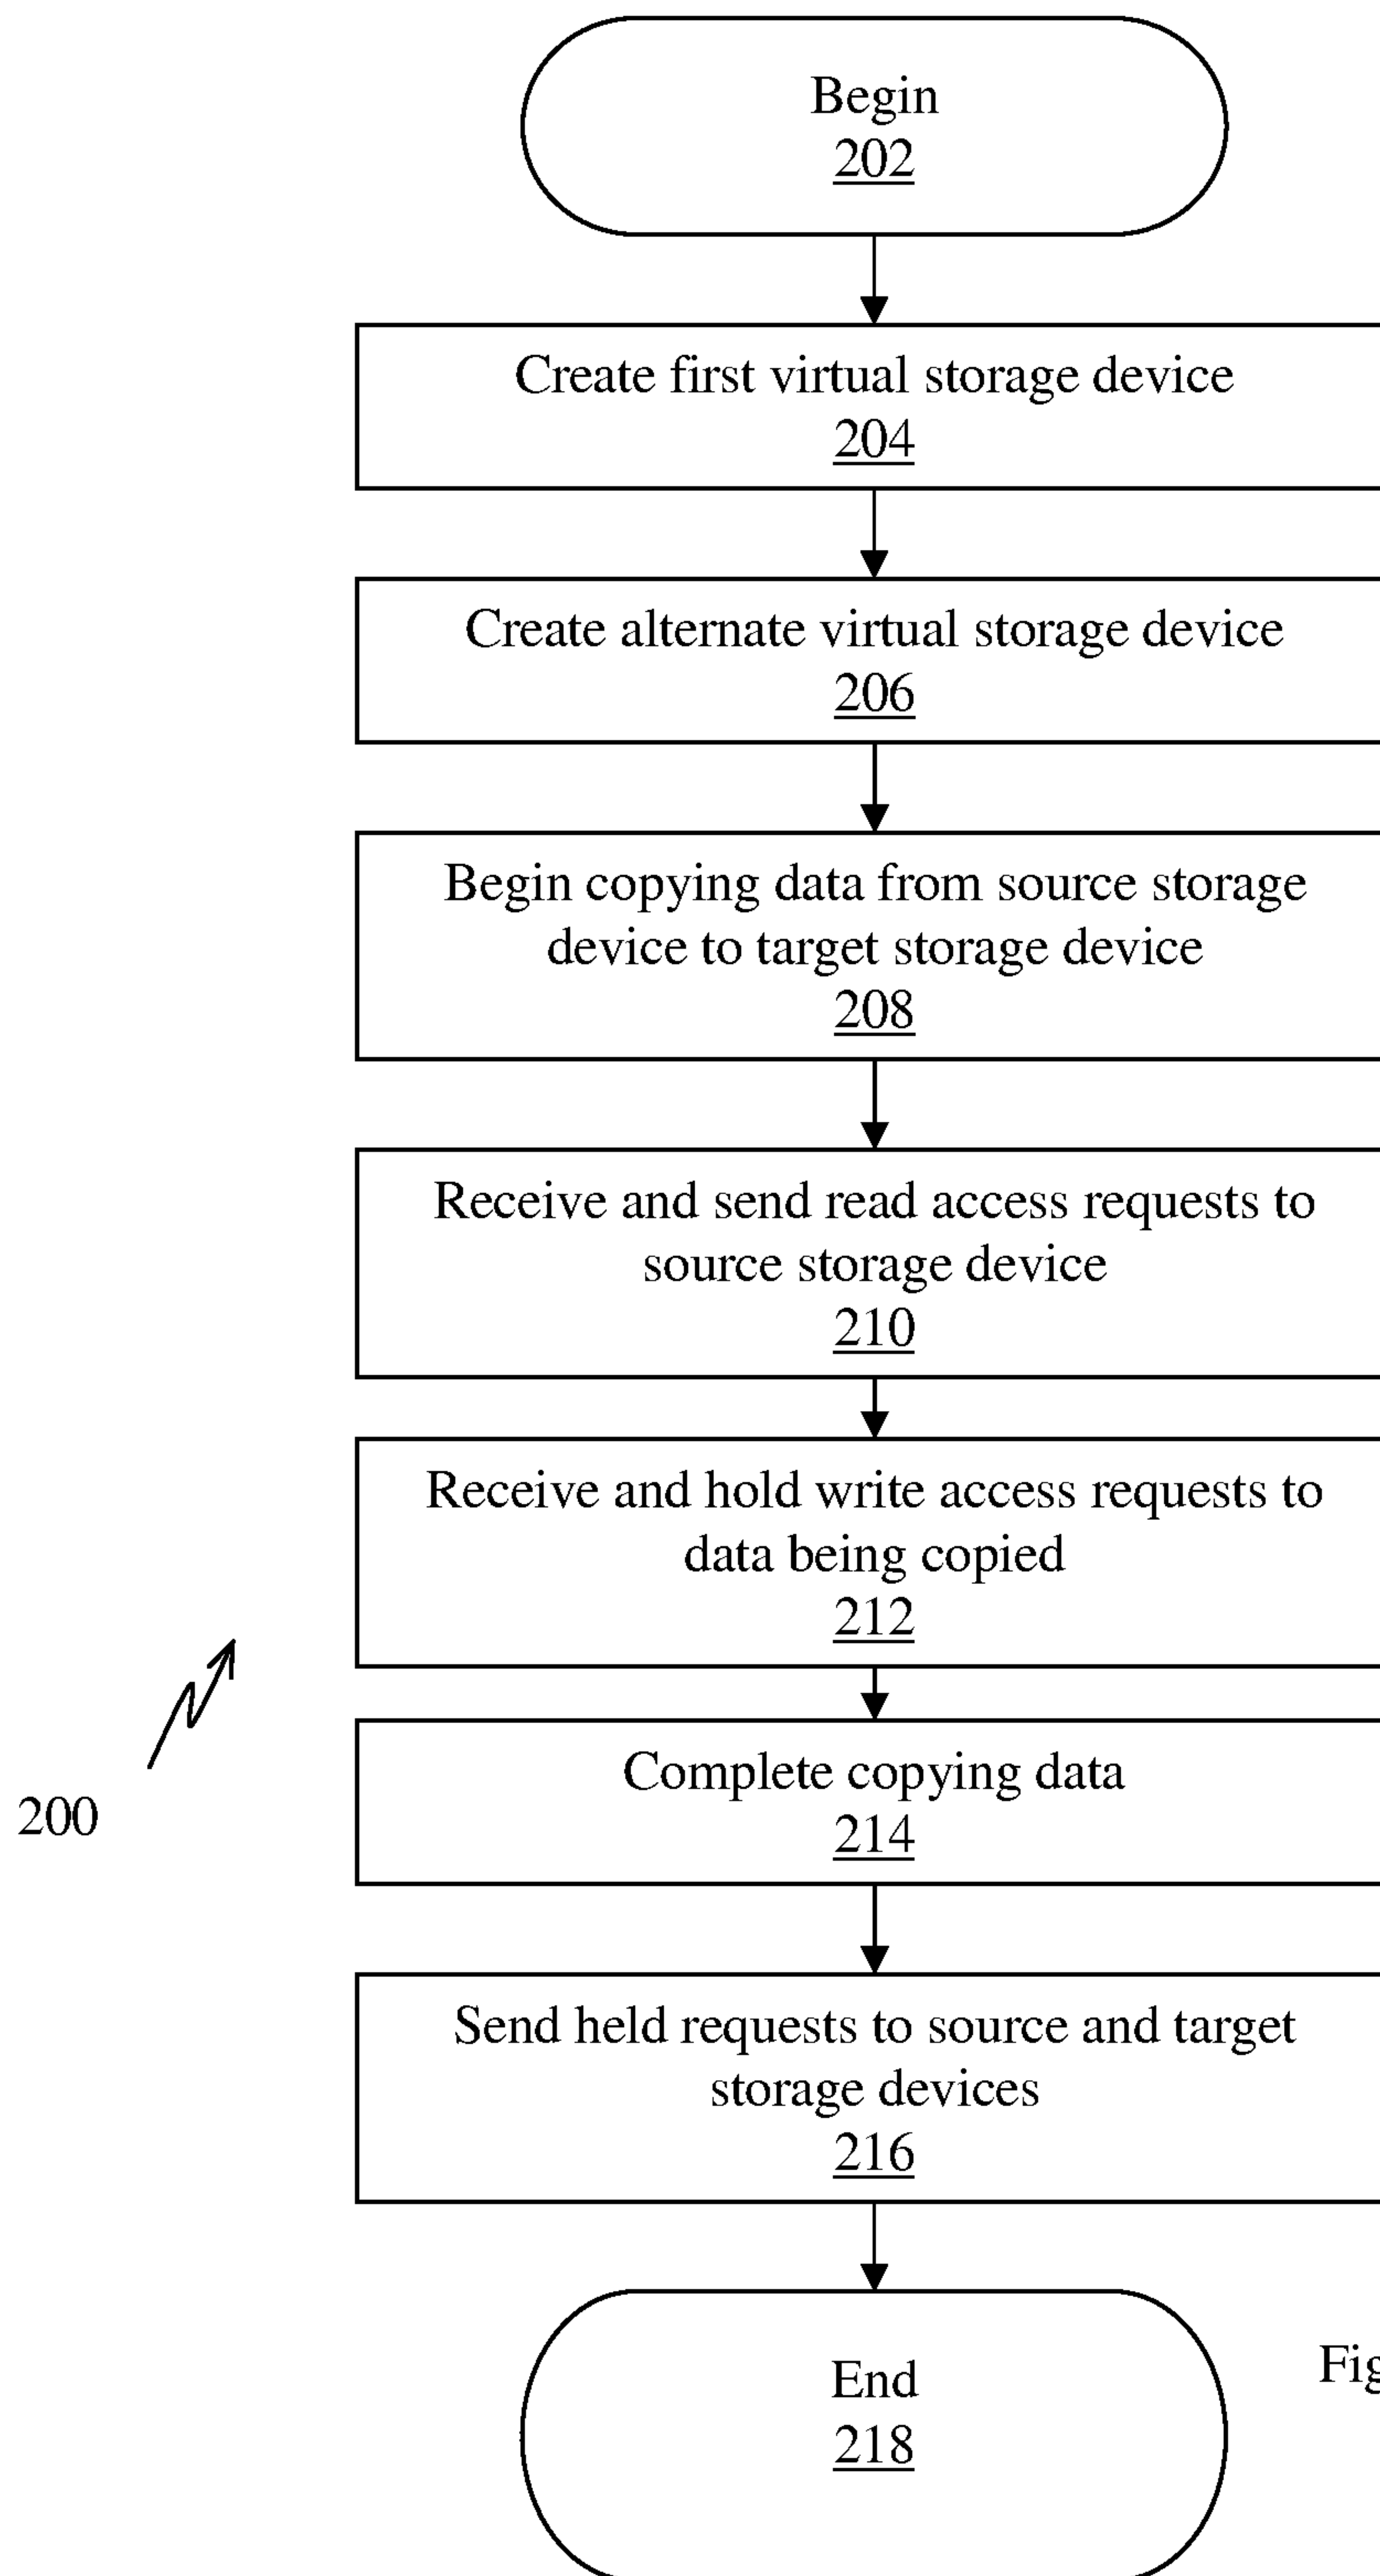 Begin
202
Create first virtual storage device
204
Create alternate virtual storage device
206
Begin copying data from source storage
device to target storage device
208
Receive and send read access requests to
source storage device
210
Receive and hold write access requests to
data being copied
212
Complete copying data
214
200
Send held requests to source and target
storage devices
216
End
218